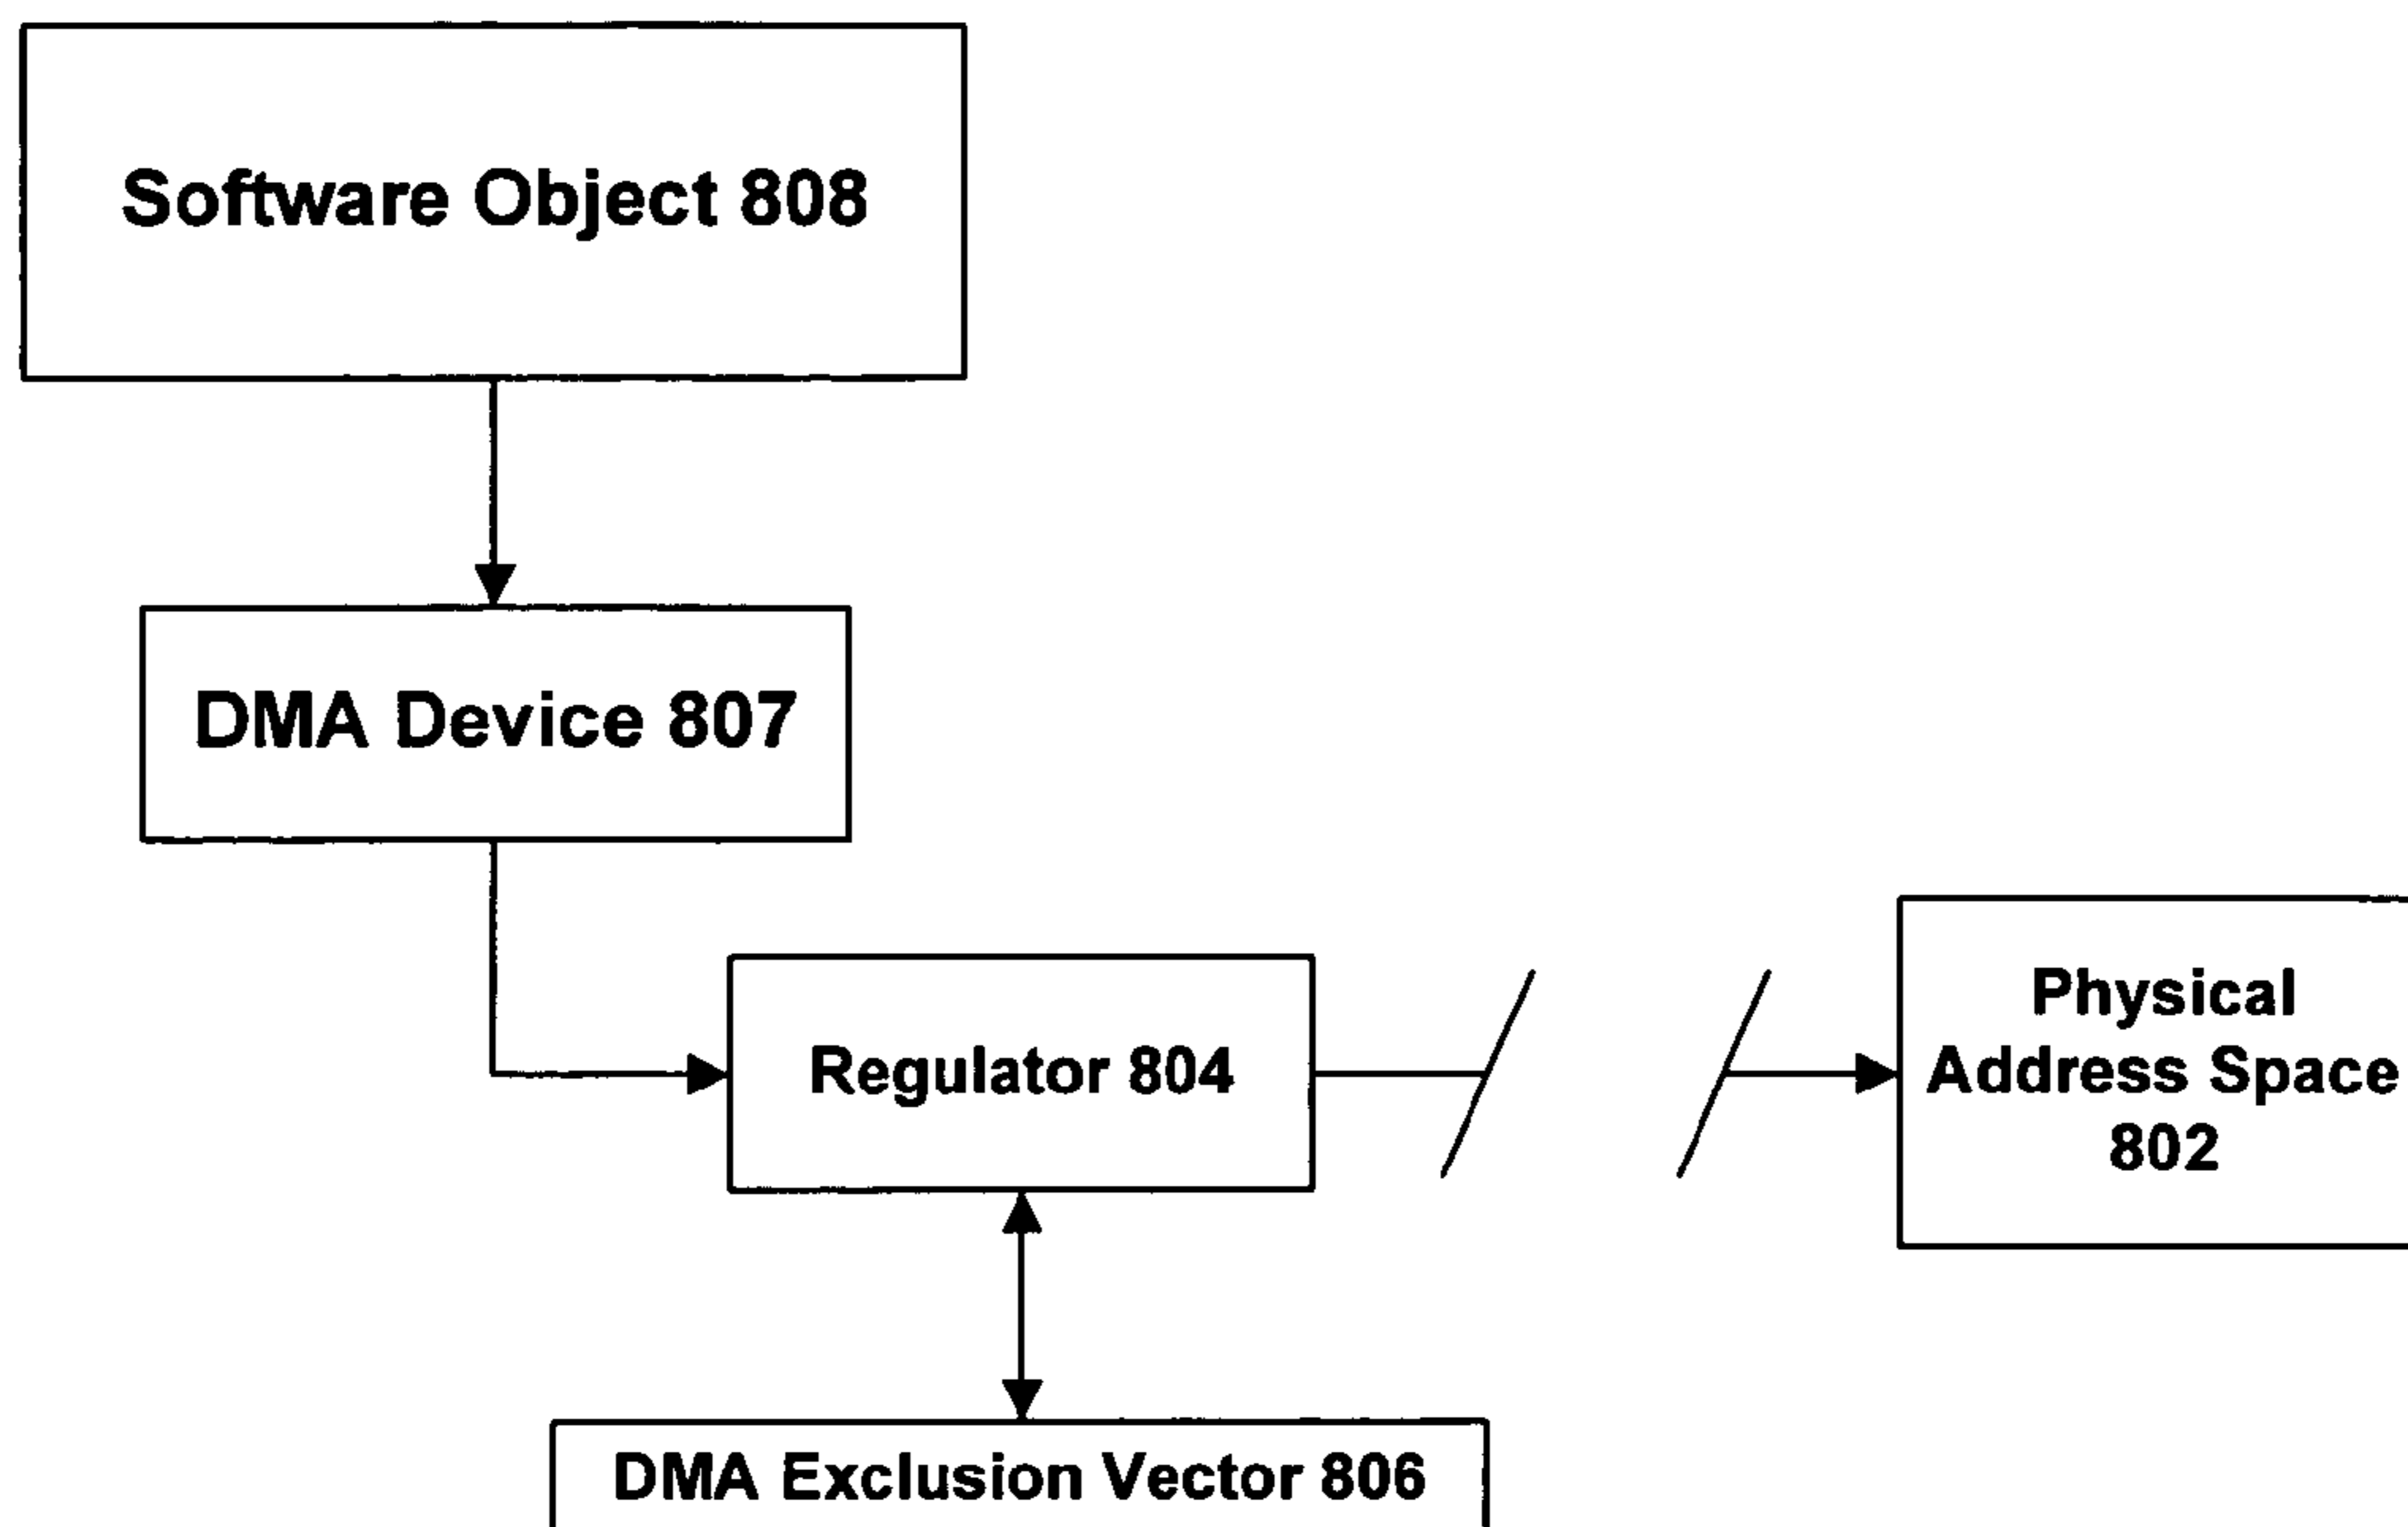 Software Object 808
DMA Device 807
Regulator 804
Physical
Address Space
802
DMA Exclusion Vector 806